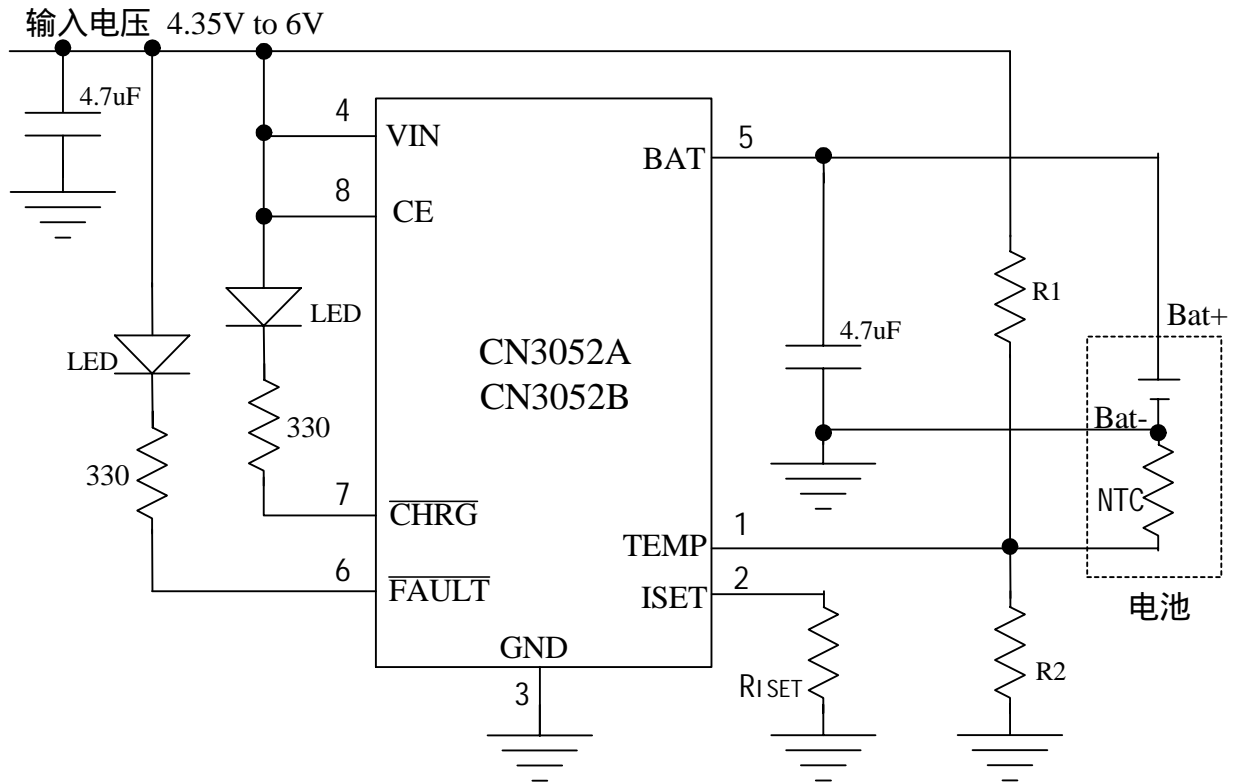 输入电压 4.35V to 6V
4.7uF
4
VIN
8
CE
5
BAT
LED
LED
R1
Bat+
CN3052A
CN3052B
4.7uF
330
330
Bat-
NTC
7
CHRG
1
TEMP
6
FAULT
2
ISET
电池
GND
3
RISET
R2